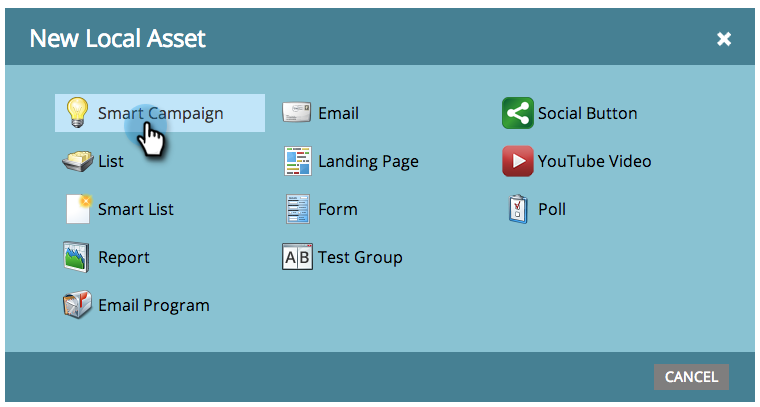 New Local Asset
Smart Campaign
Email
Social Button
List
Landing Page
YouTube Video
Smart List
Form
Poll
Report
AB
Test Group
Email Program
CANCEL